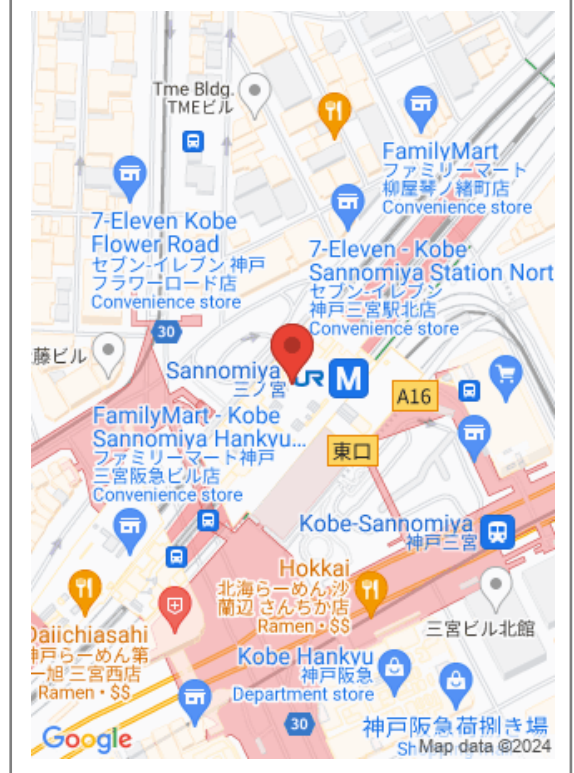 Tme Bldg.
TMEビル
FamilyMart
ファミリーマート
柳屋琴ノ緒町店
Convenience store
7-Eleven Kobe
Flower Road
セブン-イレブン 神戸
フラワーロード店
Convenience store
7-Eleven - Kobe
Sannomiya Station Nort
セブン-イレブン
神戸三宮駅北店
Convenience store
30
藤ビル
Sannomiya
三ノ宮
JR
M
A16
FamilyMart - Kobe
Sannomiya Hankyu...
ファミリーマート神戸
三宮阪急ビル店
Convenience store
東口
Kobe-Sannomiya
神戸三宮
Hokkai
北海らーめん 沙
蘭辺 さんちか店
Ramen • $$
三宮ビル北館
Daiichiasahi
神戸らーめん第
一旭 三宮西店
Ramen • $$
Kobe Hankyu
神戸阪急
Department store
30
神戸阪急荷捌き場
Google
Map data ©2024